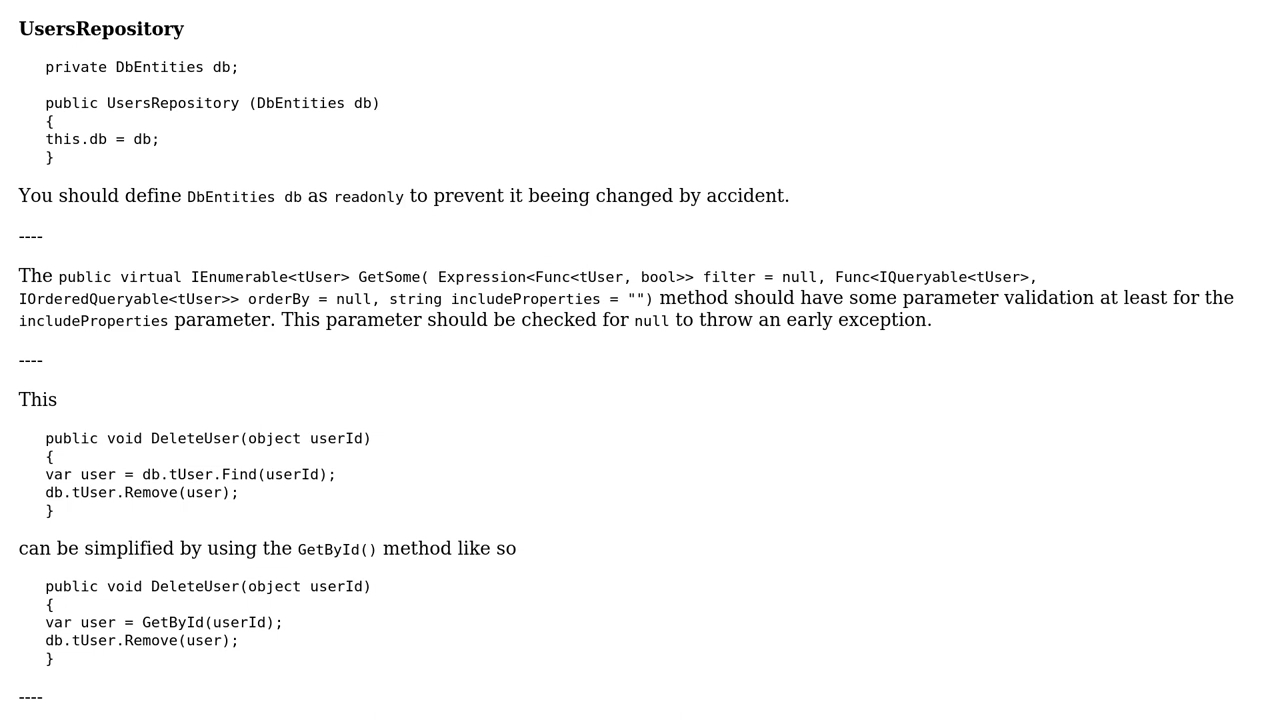 UsersRepository
private DbEntities db;
public UsersRepository (DbEntities db)
{
this.db = db;
}
You should define DbEntities db as readonly to prevent it beeing changed by accident.
----
The public virtual IEnumerable<tUser> GetSome( Expression<Func<tUser, bool>> filter = null, Func<IQueryable<tUser>,
IOrderedQueryable<tUser>> orderBy = null, string includeProperties = "") method should have some parameter validation at least for the
includeProperties parameter. This parameter should be checked for null to throw an early exception.
----
This
public void DeleteUser(object userId)
{
var user = db.tUser.Find(userId);
db.tUser.Remove(user);
}
can be simplified by using the GetById() method like so
public void DeleteUser(object userId)
{
var user = GetById(userId);
db.tUser.Remove(user);
}
----